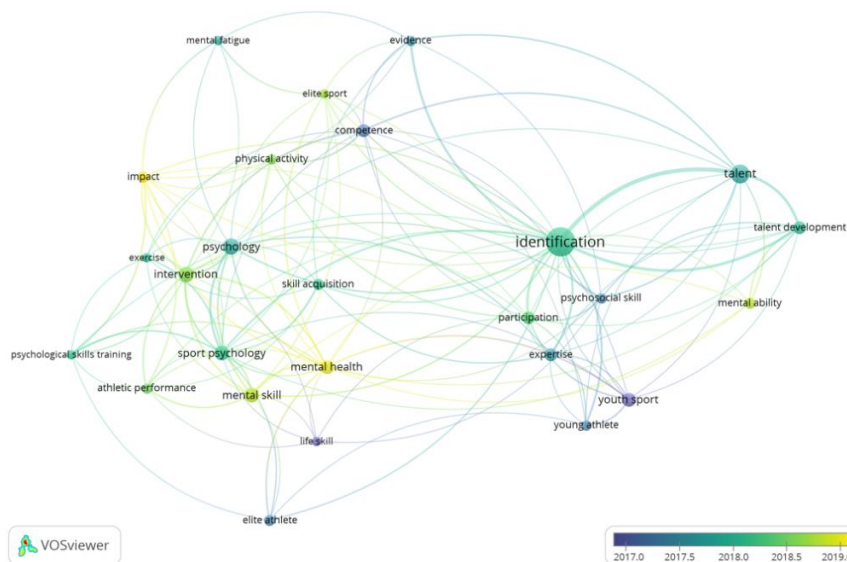 mental fatigue
evidence
elite sport
competence
physical activity
impact
talent
talent development
identification
psychology
exercise
intervention
skill acquisition
psychosocial skill
mental ability
participation
psychological skills training
sport psychology
expertise
mental health
athletic performance
mental skill
youth sport
young athlete
life skill
elite athlete
VOSviewer
2017.0 2017.5 2018.0 2018.5 2019.0